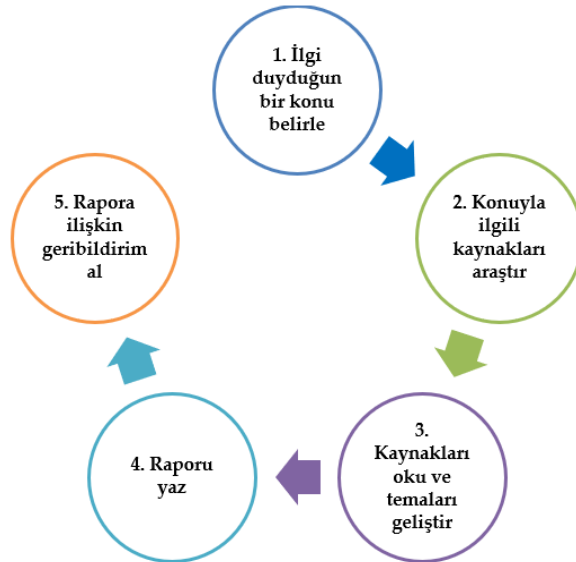 1. İlgi
duyduğun
bir konu
belirle
2. Konuyla
ilgili
kaynakları
araştır
3.
Kaynakları
oku ve
temaları
geliştir
4. Raporu
yaz
5. Rapora
ilişkin
geribildirim
al